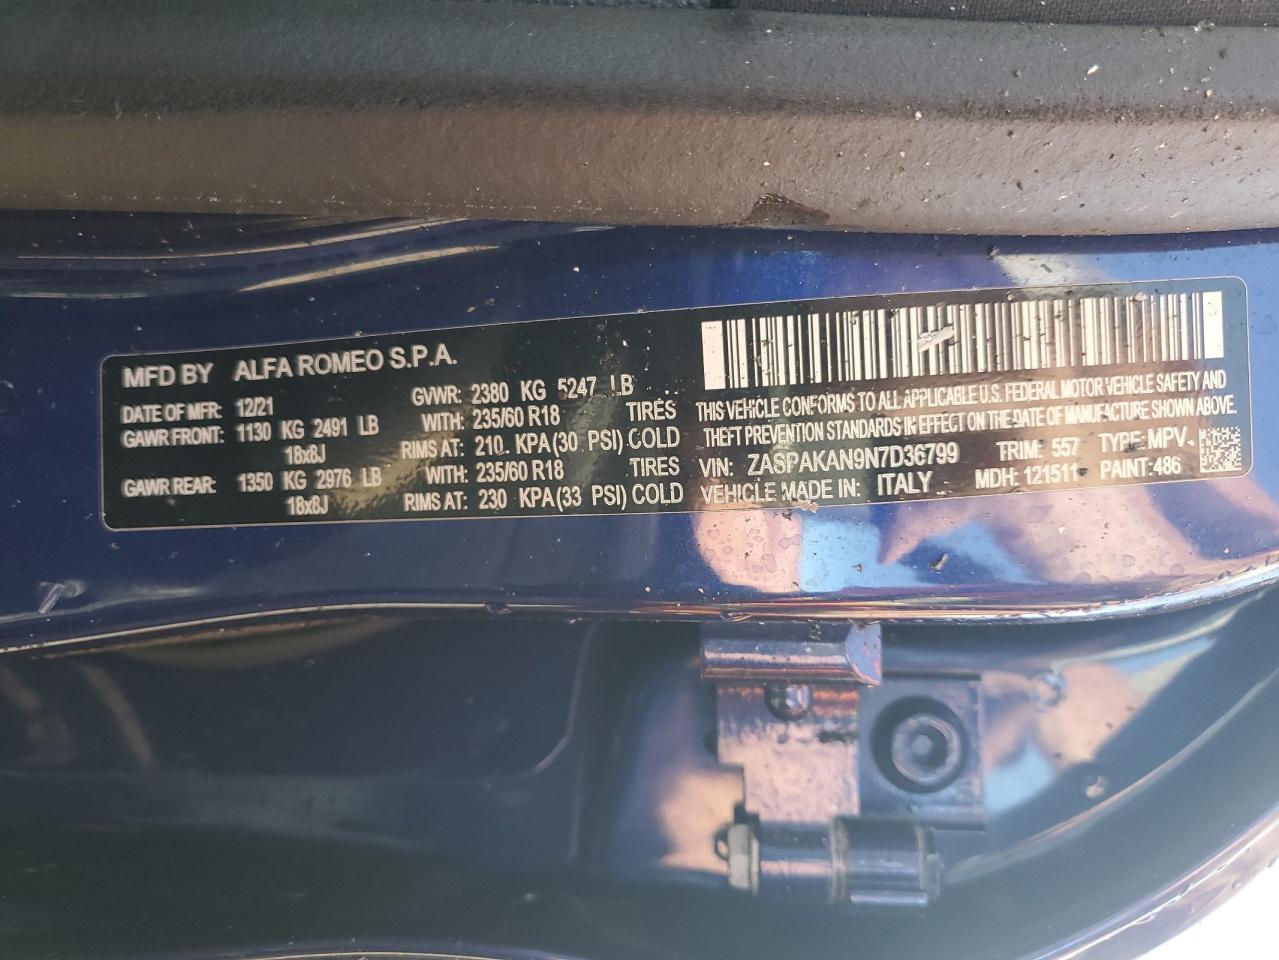 MFD BY ALFA ROMEO S.P.A.
DATE OF MFR: 12/21 GVWR: 2380 KG 5247 LB
GAWR FRONT: 1130 KG 2491 LB WITH: 235/60 R18 TIRES
18x8J RIMS AT: 210 KPA(30 PSI) COLD
GAWR REAR: 1350 KG 2976 LB WITH: 235/60 R18 TIRES
18x8J RIMS AT: 230 KPA(33 PSI) COLD
THIS VEHICLE CONFORMS TO ALL APPLICABLE U.S. FEDERAL MOTOR VEHICLE SAFETY AND
THEFT PREVENTION STANDARDS IN EFFECT ON THE DATE OF MANUFACTURE SHOWN ABOVE.
VIN: ZASPAKAN9N7D36799 TRIM: 557 TYPE: MPV
VEHICLE MADE IN: ITALY MDH: 121511 PAINT: 486